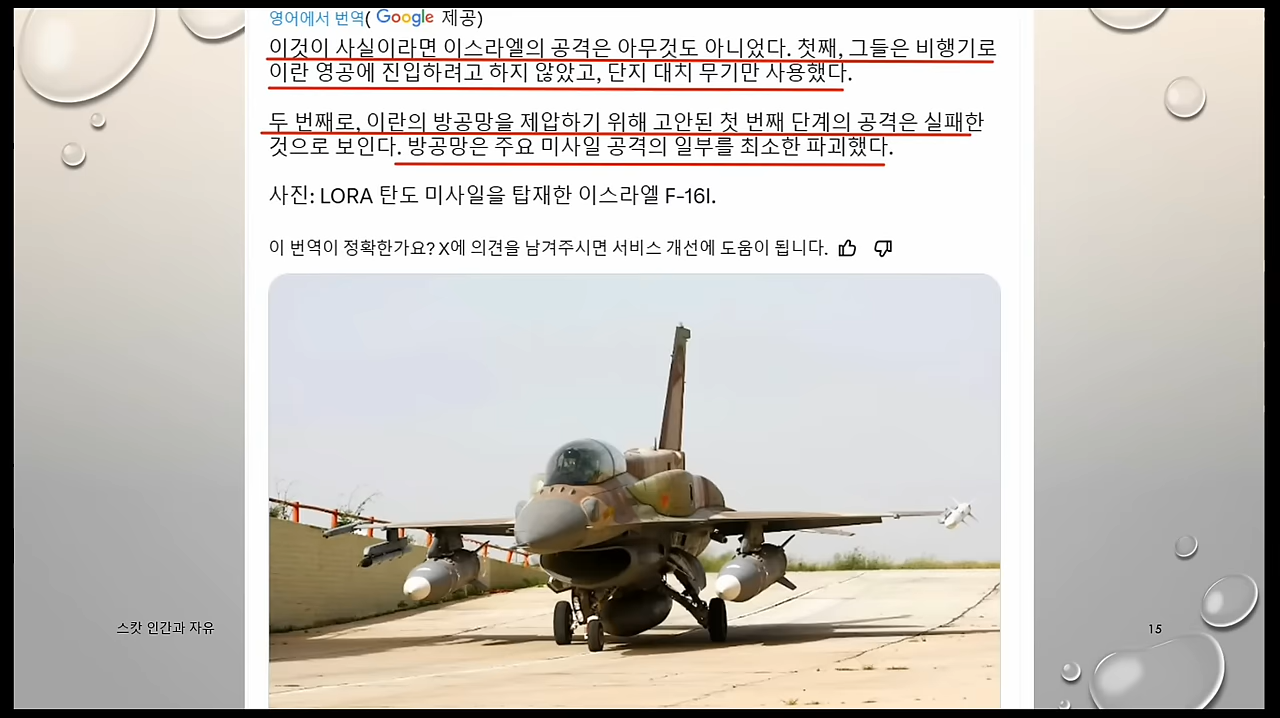 영어에서 번역( Google 제공)
이것이 사실이라면 이스라엘의 공격은 아무것도 아니었다. 첫째, 그들은 비행기로
이란 영공에 진입하려고 하지 않았고, 단지 대치 무기만 사용했다.
두 번째로, 이란의 방공망을 제압하기 위해 고안된 첫 번째 단계의 공격은 실패한
것으로 보인다. 방공망은 주요 미사일 공격의 일부를 최소한 파괴했다.
사진: LORA 탄도 미사일을 탑재한 이스라엘 F-16I.
이 번역이 정확한가요? X에 의견을 남겨주시면 서비스 개선에 도움이 됩니다.
스캇 인간과 자유
15